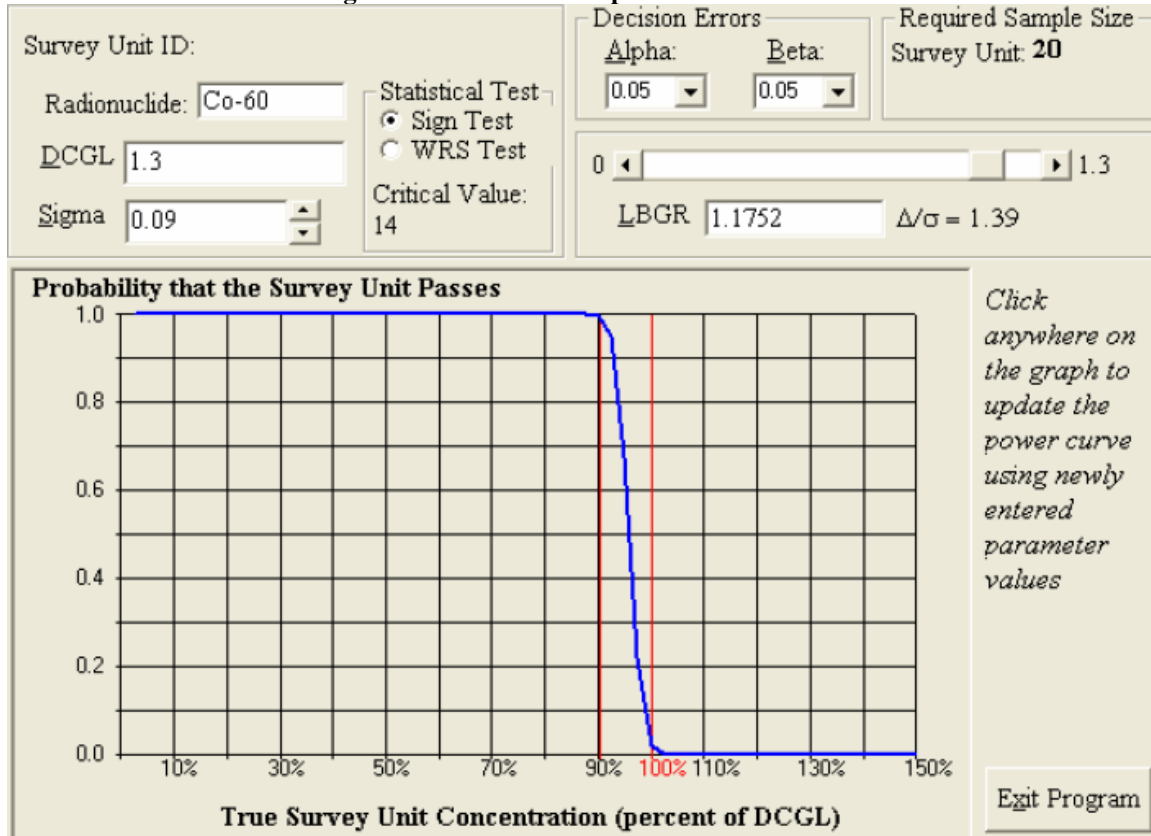 Survey Unit ID:
Radionuclide: Co-60
DCGL 1.3
Sigma 0.09
Statistical Test
Sign Test
WRS Test
Critical Value:
14
Decision Errors
Alpha: Beta:
0.05 0.05
Required Sample Size
Survey Unit: 20
0 1.3
LBGR 1.1752 Δ/σ = 1.39
Probability that the Survey Unit Passes
1.0
0.8
0.6
0.4
0.2
0.0
10% 30% 50% 70% 90% 100% 110% 130% 150%
True Survey Unit Concentration (percent of DCGL)
Click
anywhere on
the graph to
update the
power curve
using newly
entered
parameter
values
Exit Program